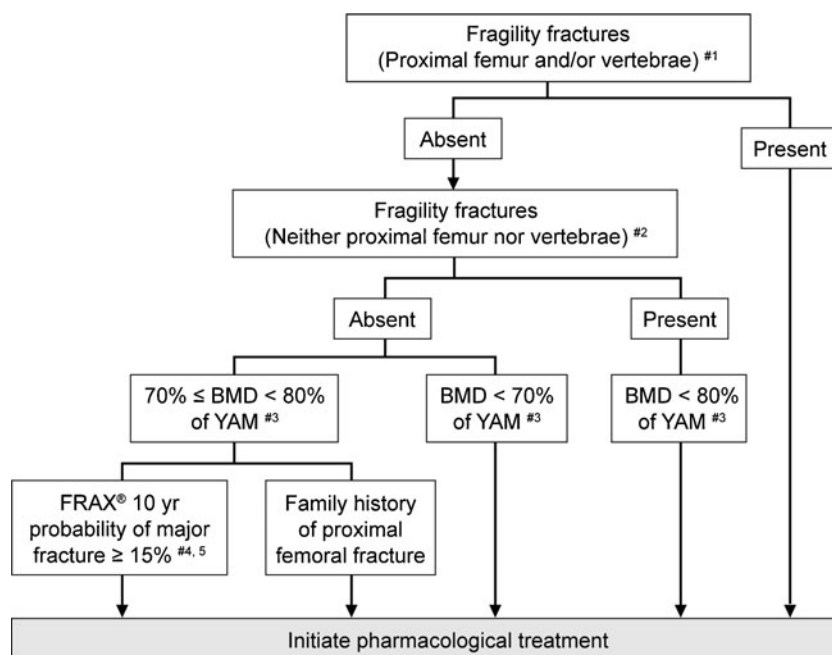 Fragility fractures
(Proximal femur and/or vertebrae) #1
Absent
Present
Fragility fractures
(Neither proximal femur nor vertebrae) #2
Absent
Present
70% ≤ BMD < 80%
of YAM #3
BMD < 70%
of YAM #3
BMD < 80%
of YAM #3
FRAX® 10 yr
probability of major
fracture ≥ 15% #4, 5
Family history
of proximal
femoral fracture
Initiate pharmacological treatment